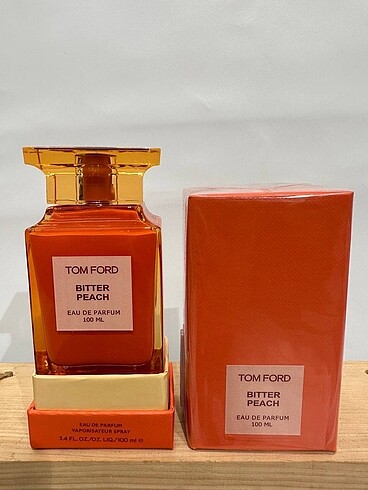 TOM FORD
BITTER
PEACH
EAU DE PARFUM
100 ML
EAU DE PARFUM
VAPORISATEUR SPRAY
3.4 FL.OZ./OZ. LIQ./100 ml ℮
TOM FORD
BITTER
PEACH
EAU DE PARFUM
100 ML